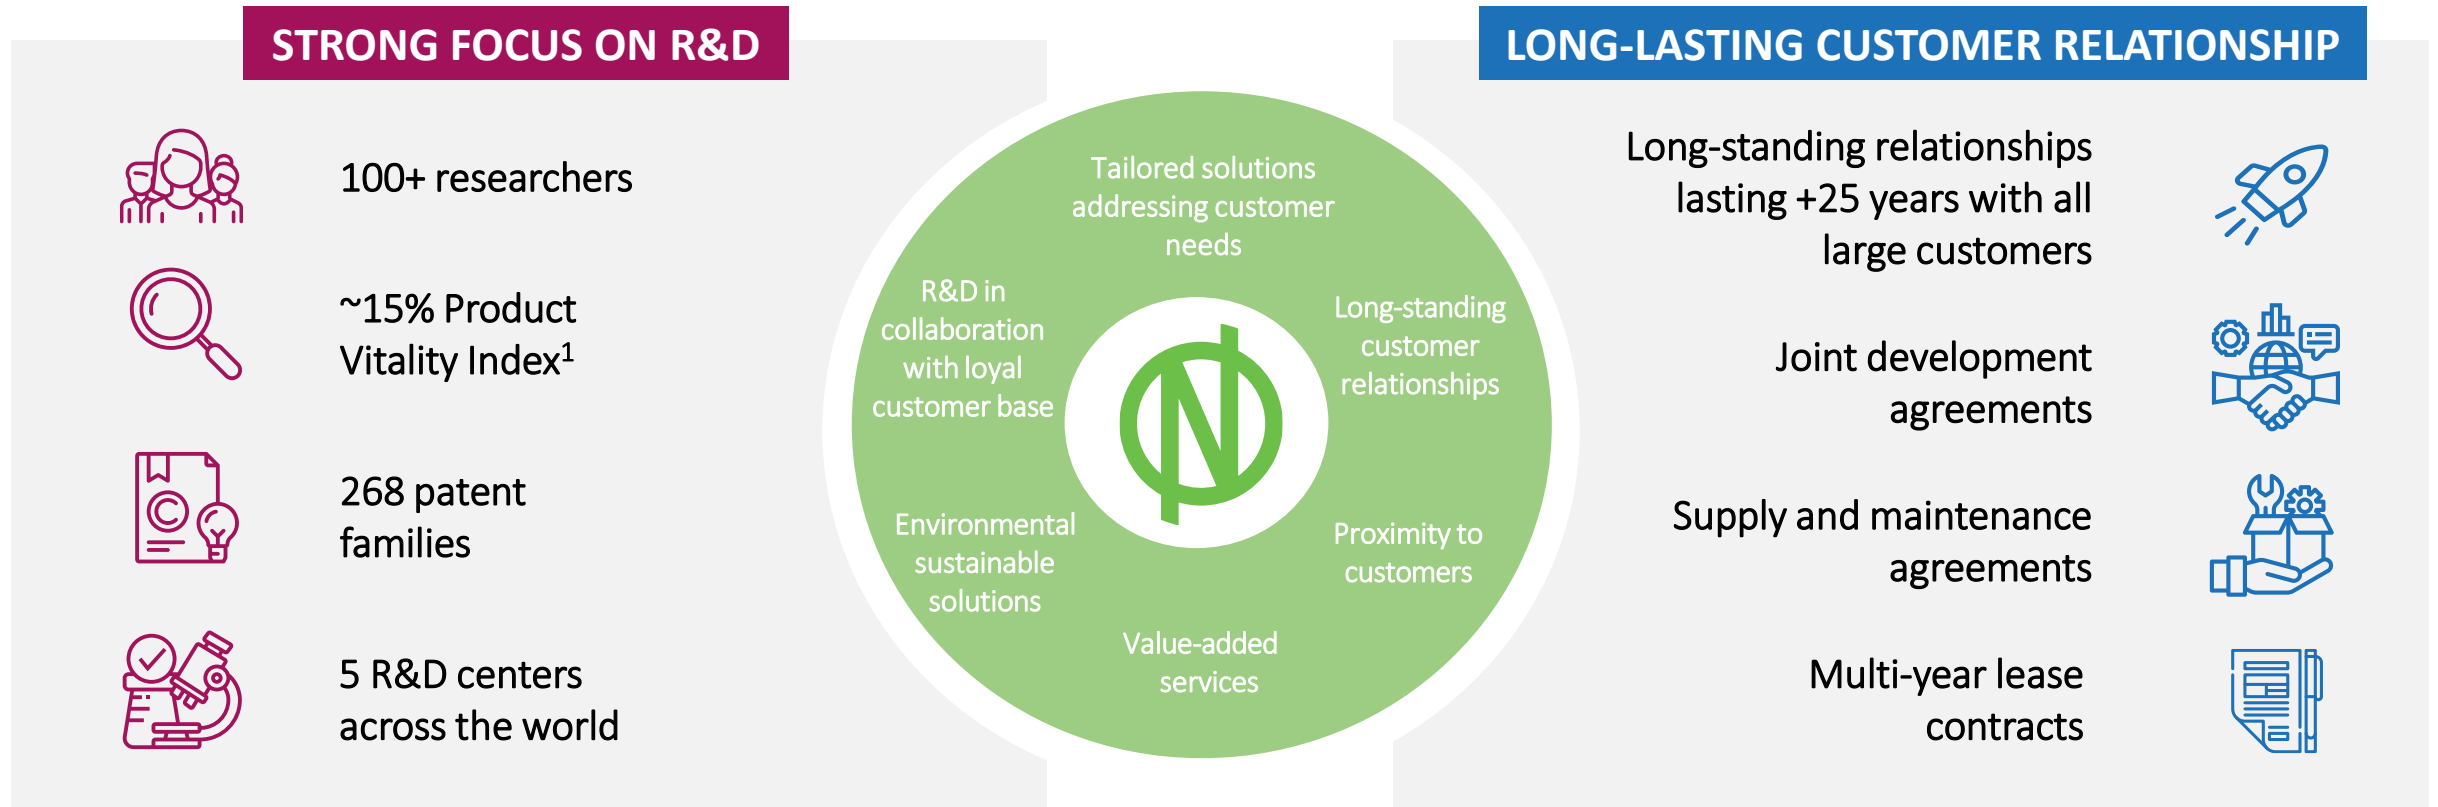 STRONG FOCUS ON R&D
100+ researchers
~15% Product
Vitality Index¹
268 patent
families
5 R&D centers
across the world
Tailored solutions
addressing customer
needs
R&D in
collaboration
with loyal
customer base
Long-standing
customer
relationships
Environmental
sustainable
solutions
Proximity to
customers
Value-added
services
LONG-LASTING CUSTOMER RELATIONSHIP
Long-standing relationships
lasting +25 years with all
large customers
Joint development
agreements
Supply and maintenance
agreements
Multi-year lease
contracts